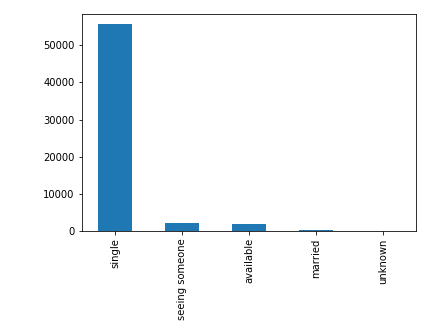 50000
40000
30000
20000
10000
0
single
seeing someone
available
married
unknown